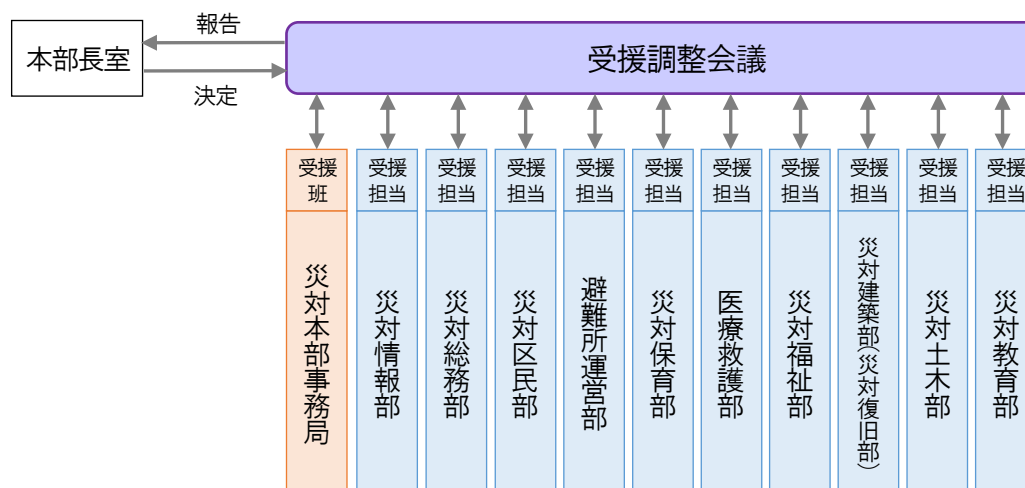 報告
本部長室
受援調整会議
決定
受援
班
災対本部事務局
受援
担当
災対情報部
受援
担当
災対総務部
受援
担当
災対区民部
受援
担当
避難所運営部
受援
担当
災対保育部
受援
担当
医療救護部
受援
担当
災対福祉部
受援
担当
災対建築部(災対復旧部)
受援
担当
災対土木部
受援
担当
災対教育部